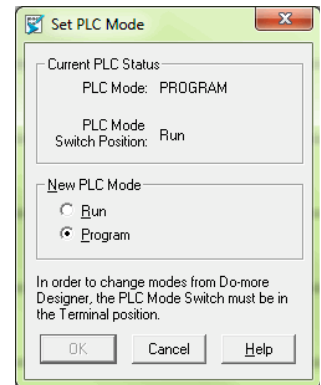 Set PLC Mode
Current PLC Status
PLC Mode: PROGRAM
PLC Mode
Switch Position: Run
New PLC Mode
Run
Program
In order to change modes from Do-more
Designer, the PLC Mode Switch must be in
the Terminal position.
OK Cancel Help